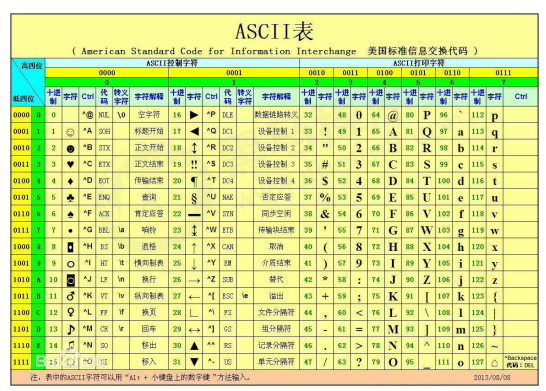 ASCII表
( American Standard Code for Information Interchange 美国标准信息交换代码 )
高四位 ASCII控制字符 ASCII打印字符
0000 0001 0010 0011 0100 0101 0110 0111
0 1 2 3 4 5 6 7
低四位 十进制 字符 Ctrl 代码 转义字符 字符解释 十进制 字符 Ctrl 代码 转义字符 字符解释 十进制 字符 十进制 字符 十进制 字符 十进制 字符 十进制 字符 十进制 字符 Ctrl
0000 0 0 ^@ NUL \0 空字符 16 ► ^P DLE 数据链路转义 32 48 0 64 @ 80 P 96 ` 112 p
0001 1 1 ☺ ^A SOH 标题开始 17 ◄ ^Q DC1 设备控制 1 33 ! 49 1 65 A 81 Q 97 a 113 q
0010 2 2 ☻ ^B STX 正文开始 18 ↕ ^R DC2 设备控制 2 34 " 50 2 66 B 82 R 98 b 114 r
0011 3 3 ♥ ^C ETX 正文结束 19 ‼ ^S DC3 设备控制 3 35 # 51 3 67 C 83 S 99 c 115 s
0100 4 4 ♦ ^D EOT 传输结束 20 ¶ ^T DC4 设备控制 4 36 $ 52 4 68 D 84 T 100 d 116 t
0101 5 5 ♣ ^E ENQ 查询 21 § ^U NAK 否定应答 37 % 53 5 69 E 85 U 101 e 117 u
0110 6 6 ♠ ^F ACK 肯定应答 22 ▬ ^V SYN 同步空闲 38 & 54 6 70 F 86 V 102 f 118 v
0111 7 7 • ^G BEL \a 响铃 23 ↨ ^W ETB 传输块结束 39 ' 55 7 71 G 87 W 103 g 119 w
1000 8 8 ◘ ^H BS \b 退格 24 ↑ ^X CAN 取消 40 ( 56 8 72 H 88 X 104 h 120 x
1001 9 9 ○ ^I HT \t 横向制表 25 ↓ ^Y EM 介质结束 41 ) 57 9 73 I 89 Y 105 i 121 y
1010 A 10 ◙ ^J LF \n 换行 26 → ^Z SUB 替代 42 * 58 : 74 J 90 Z 106 j 122 z
1011 B 11 ♂ ^K VT \v 纵向制表 27 ← ^[ ESC \e 溢出 43 + 59 ; 75 K 91 [ 107 k 123 {
1100 C 12 ♀ ^L FF \f 换页 28 ∟ ^\ FS 文件分隔符 44 , 60 < 76 L 92 \ 108 l 124 |
1101 D 13 ♪ ^M CR \r 回车 29 ↔ ^] GS 组分隔符 45 - 61 = 77 M 93 ] 109 m 125 }
1110 E 14 ♫ ^N SO 移出 30 ▲ ^^ RS 记录分隔符 46 . 62 > 78 N 94 ^ 110 n 126 ~
1111 15 ^O SI 移入 31 ▼ ^- US 单元分隔符 47 / 63 ? 79 O 95 _ 111 o 127 ⌂ ^Backspace 代码：DEL
注：表中的ASCII字符可以用“Alt + 小键盘上的数字键”方法输入。 2013/08/08